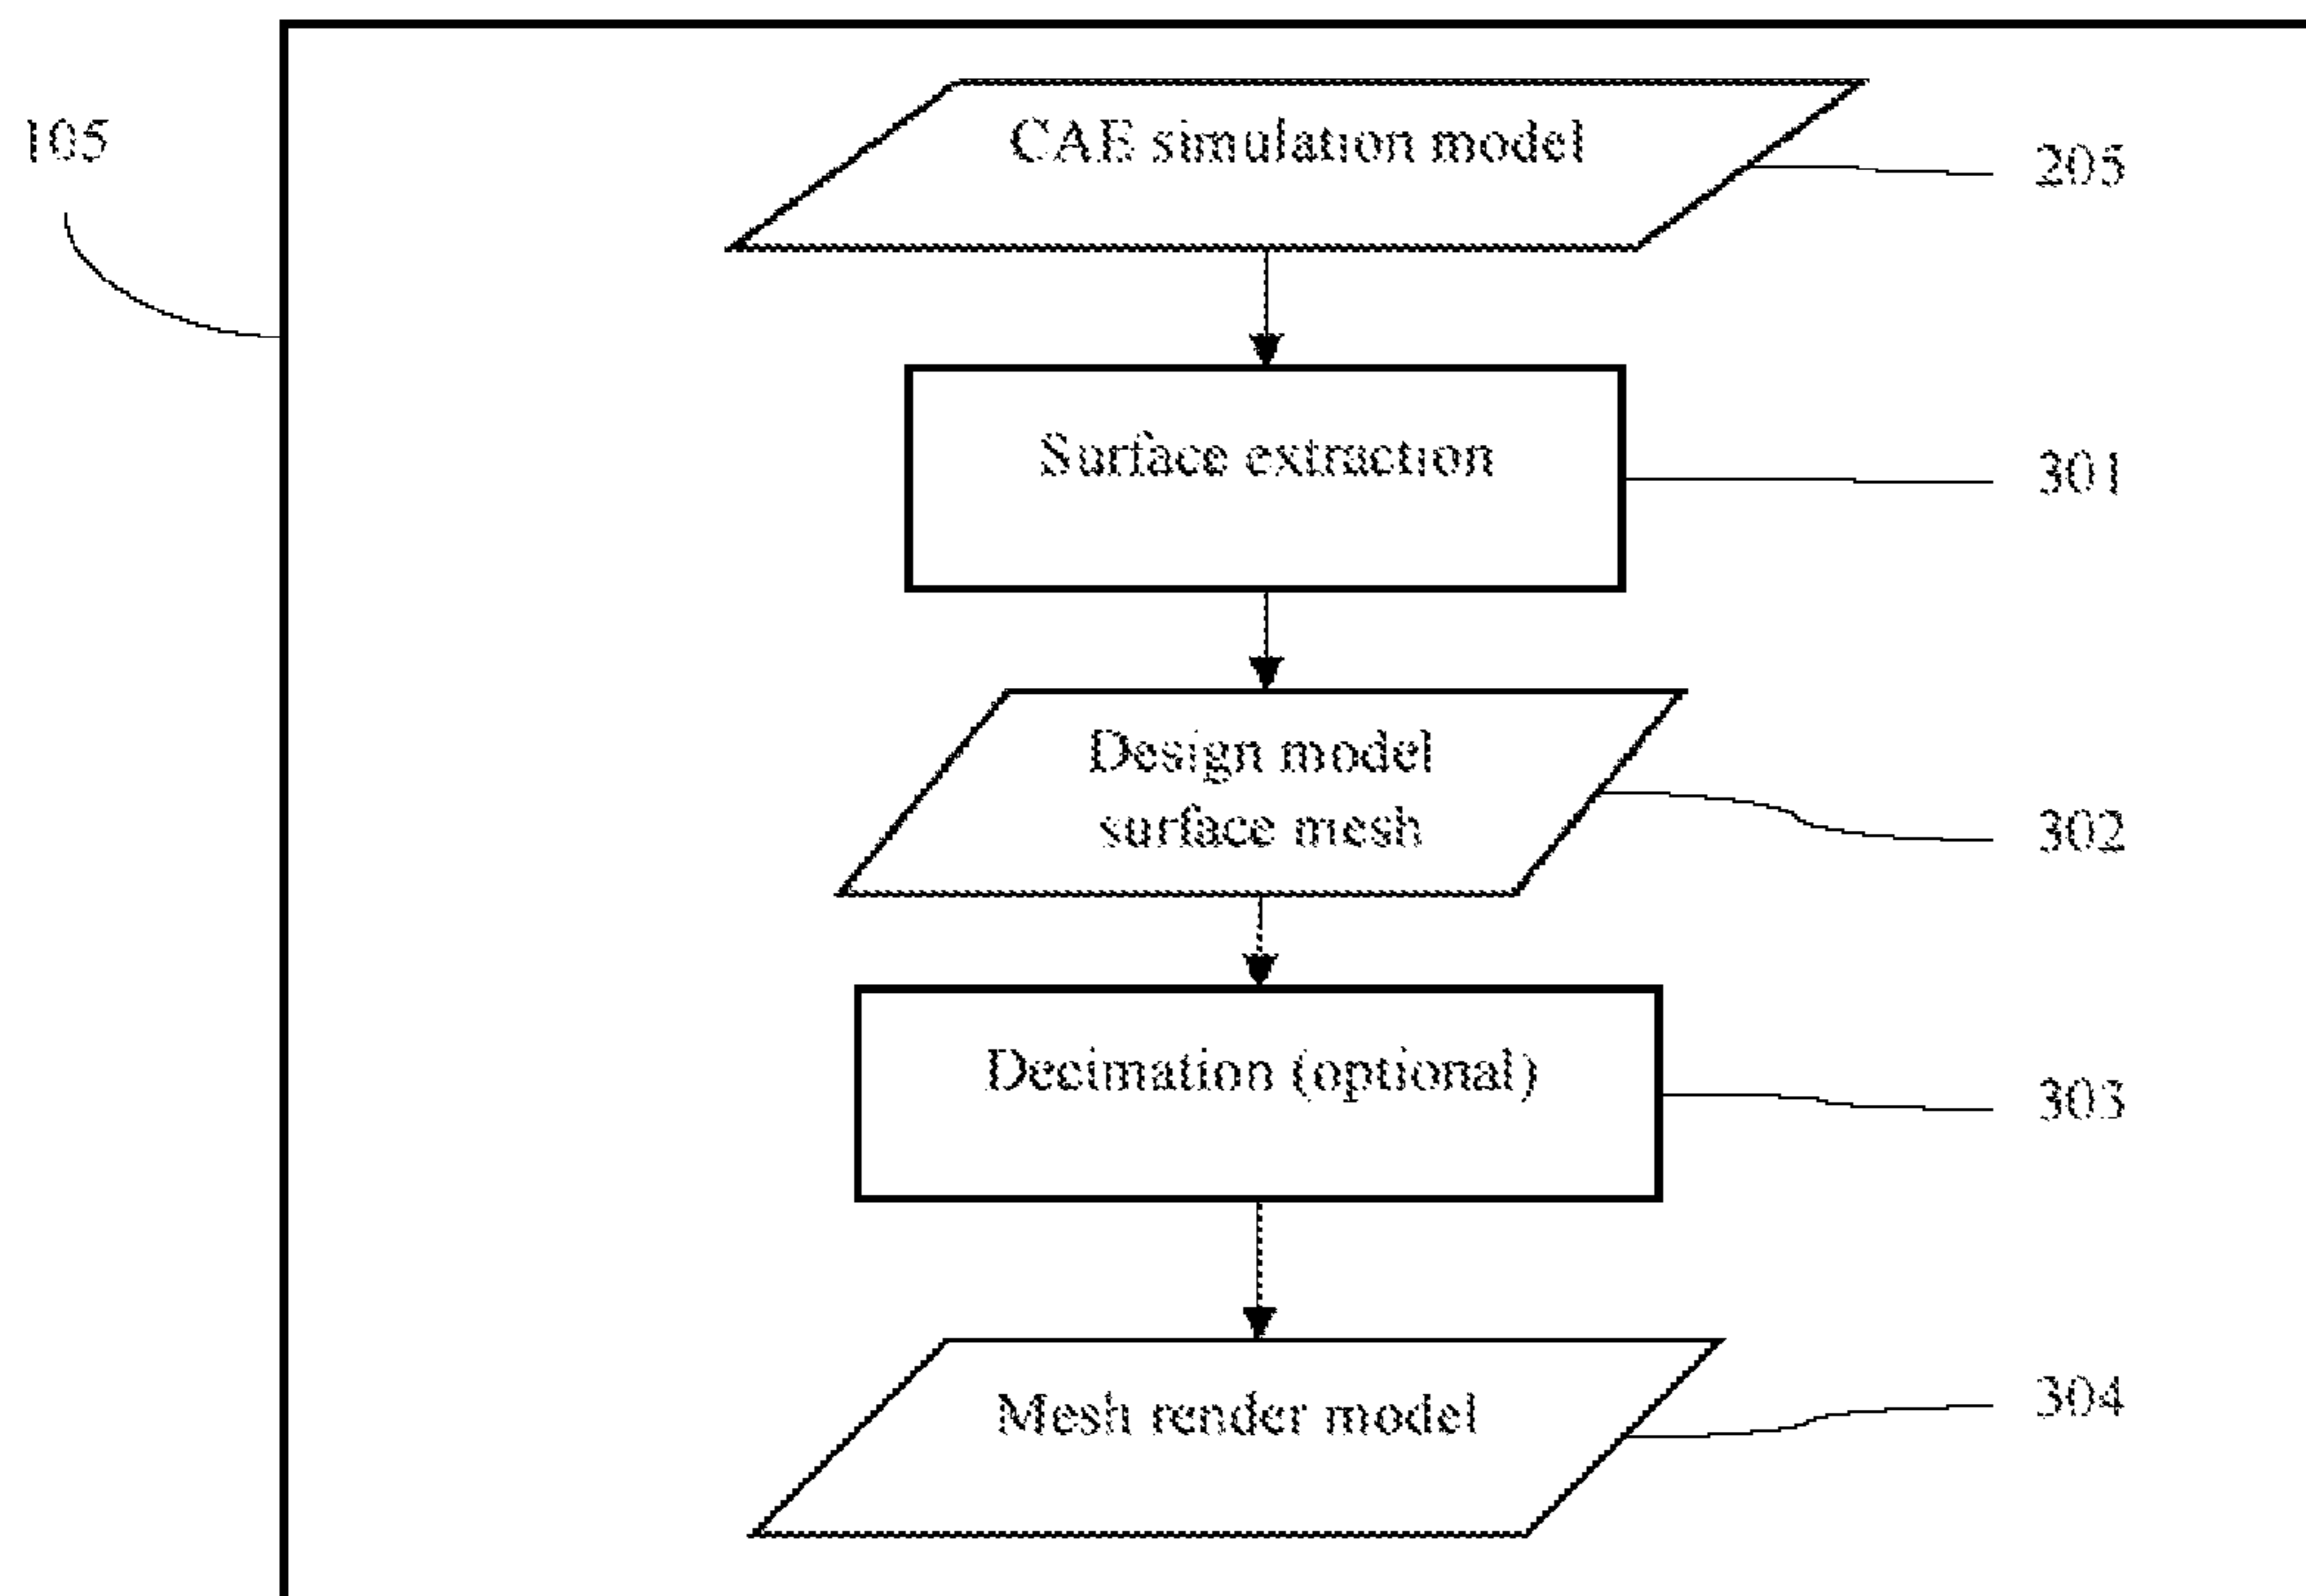 105
CAE simulation model
205
Surface extraction
301
Design model
surface mesh
302
Decimation (optional)
303
Mesh render model
304